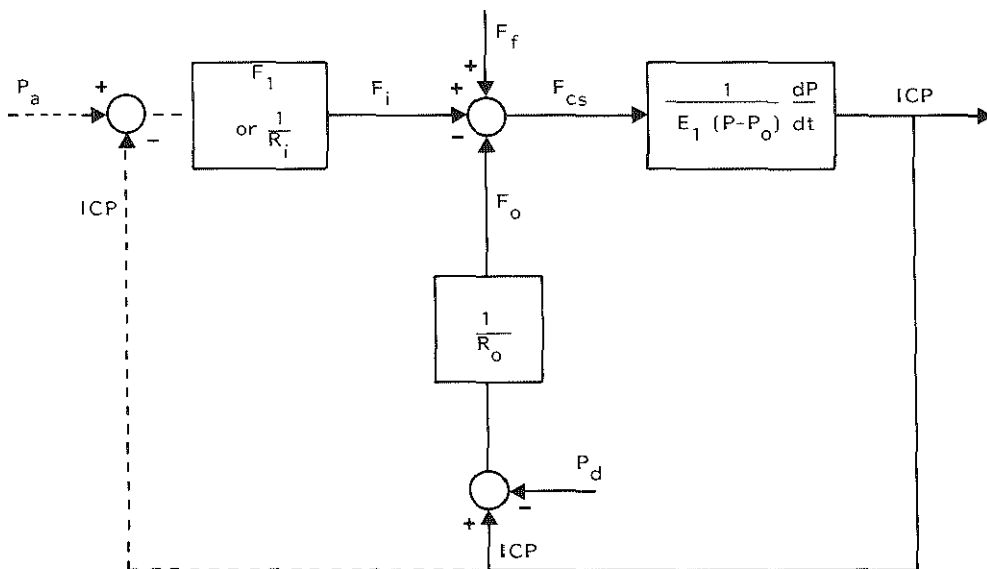 F_f
P_a
+
−
F_1
or 1/R_i
F_i
+
+
−
F_cs
1/(E_1 (P-P_o)) dP/dt
ICP
ICP
F_o
1/R_o
P_d
+
−
ICP